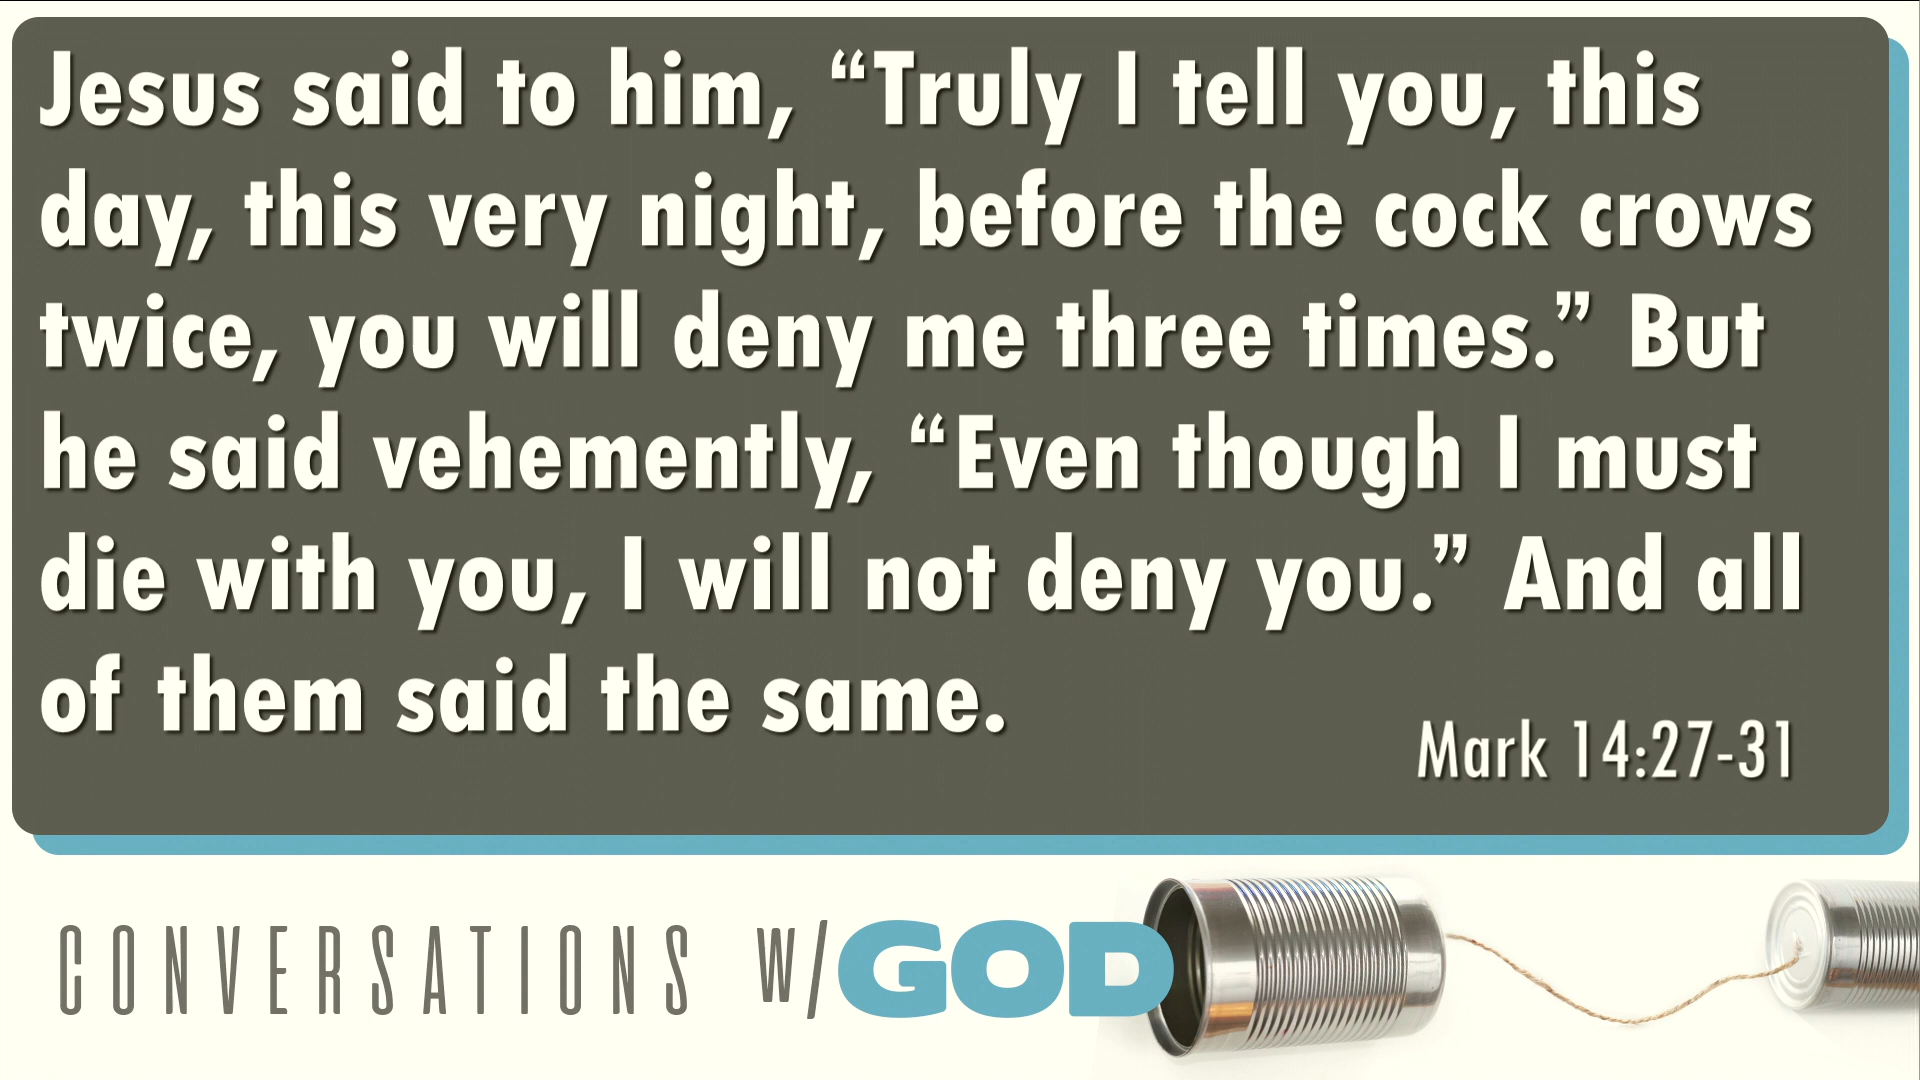 Jesus said to him, “Truly I tell you, this
day, this very night, before the cock crows
twice, you will deny me three times.” But
he said vehemently, “Even though I must
die with you, I will not deny you.” And all
of them said the same.
Mark 14:27-31
CONVERSATIONS W/GOD